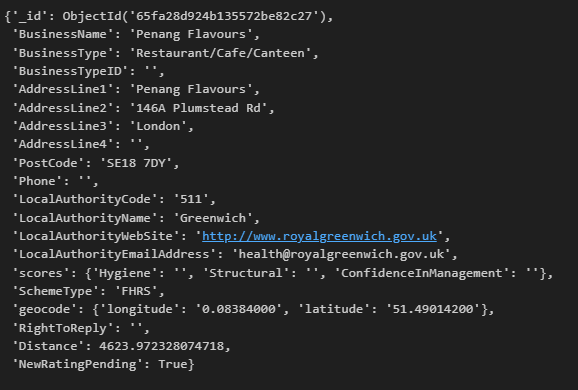 {'_id': ObjectId('65fa28d924b135572be82c27'),
'BusinessName': 'Penang Flavours',
'BusinessType': 'Restaurant/Cafe/Canteen',
'BusinessTypeID': '',
'AddressLine1': 'Penang Flavours',
'AddressLine2': '146A Plumstead Rd',
'AddressLine3': 'London',
'AddressLine4': '',
'PostCode': 'SE18 7DY',
'Phone': '',
'LocalAuthorityCode': '511',
'LocalAuthorityName': 'Greenwich',
'LocalAuthorityWebSite': 'http://www.royalgreenwich.gov.uk',
'LocalAuthorityEmailAddress': 'health@royalgreenwich.gov.uk',
'scores': {'Hygiene': '', 'Structural': '', 'ConfidenceInManagement': ''},
'SchemeType': 'FHRS',
'geocode': {'longitude': '0.08384000', 'latitude': '51.49014200'},
'RightToReply': '',
'Distance': 4623.972328074718,
'NewRatingPending': True}